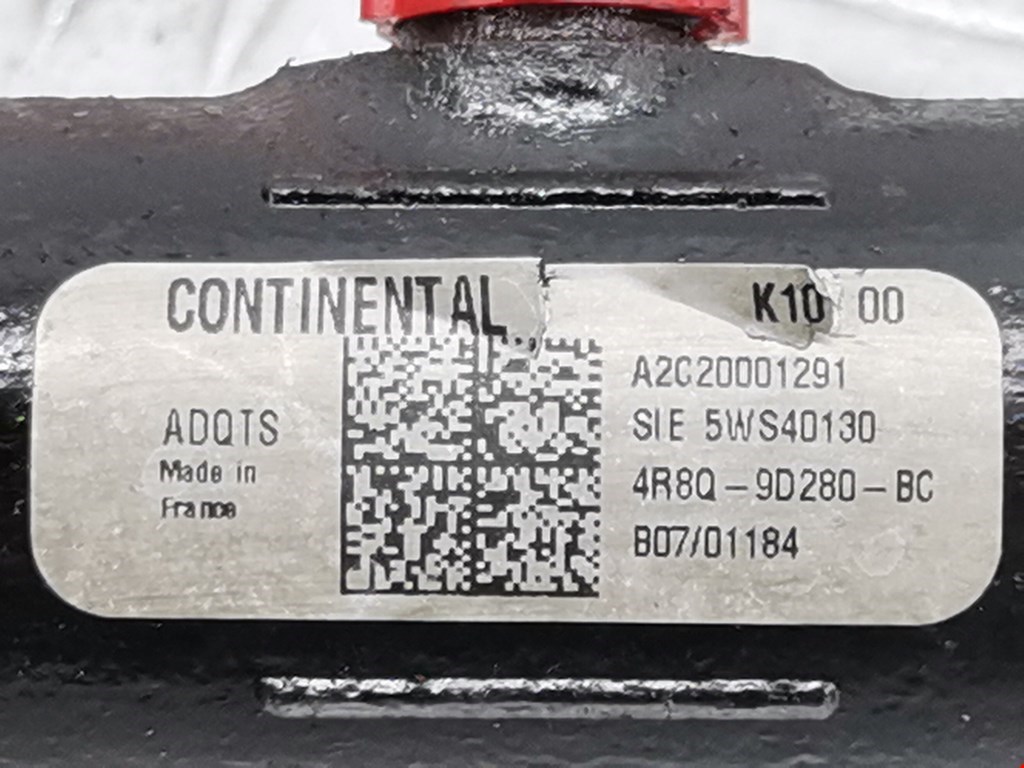 CONTINENTAL K10 00
A2C20001291
SIE 5WS40130
4R8Q-9D280-BC
B07/01184
ADQTS
Made in
France